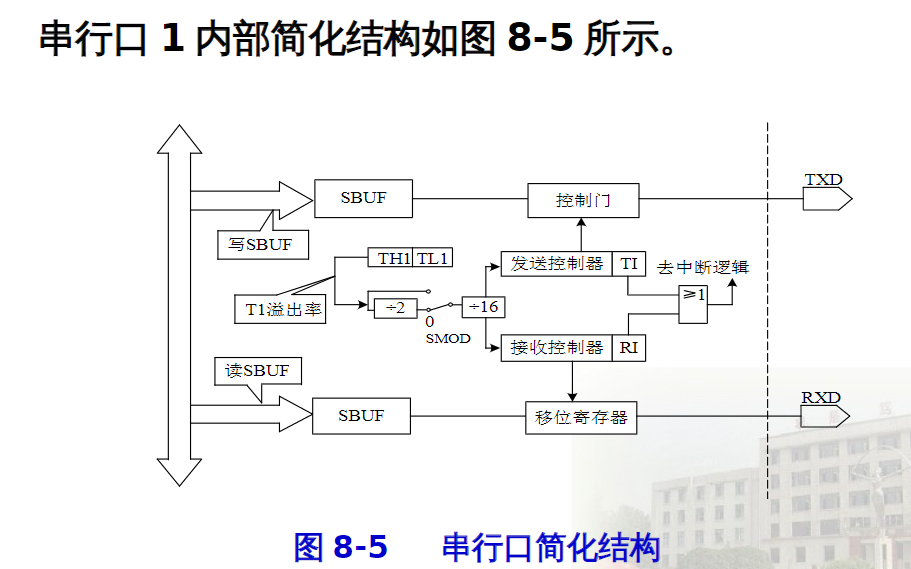 串行口 1 内部简化结构如图 8-5 所示。
TXD
SBUF
控制门
写SBUF
TH1 TL1
发送控制器 TI
去中断逻辑
T1溢出率
÷2
÷16
≥1
0
SMOD
接收控制器 RI
读SBUF
RXD
SBUF
移位寄存器
图 8-5 串行口简化结构